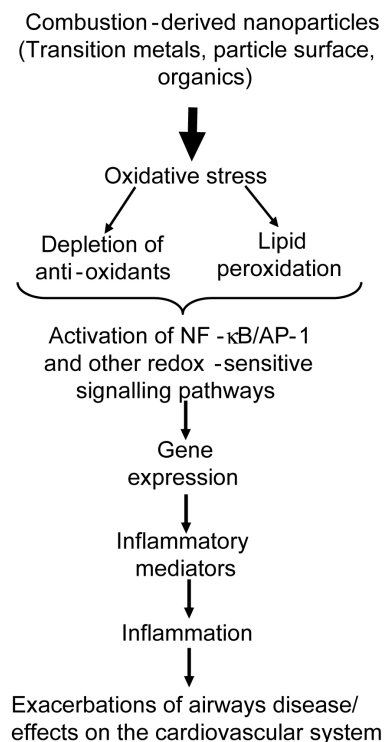 Combustion-derived nanoparticles
(Transition metals, particle surface,
organics)
Oxidative stress
Depletion of
anti-oxidants
Lipid
peroxidation
Activation of NF -κB/AP-1
and other redox -sensitive
signalling pathways
Gene
expression
Inflammatory
mediators
Inflammation
Exacerbations of airways disease/
effects on the cardiovascular system